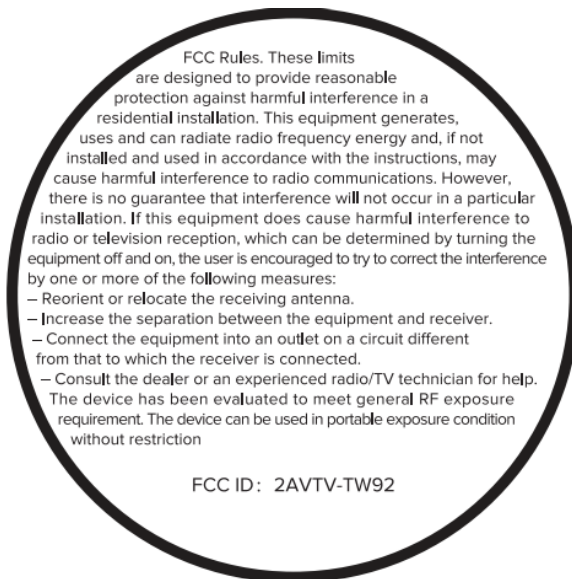 FCC Rules. These limits
are designed to provide reasonable
protection against harmful interference in a
residential installation. This equipment generates,
uses and can radiate radio frequency energy and, if not
installed and used in accordance with the instructions, may
cause harmful interference to radio communications. However,
there is no guarantee that interference will not occur in a particular
installation. If this equipment does cause harmful interference to
radio or television reception, which can be determined by turning the
equipment off and on, the user is encouraged to try to correct the interference
by one or more of the following measures:
– Reorient or relocate the receiving antenna.
– Increase the separation between the equipment and receiver.
– Connect the equipment into an outlet on a circuit different
from that to which the receiver is connected.
– Consult the dealer or an experienced radio/TV technician for help.
The device has been evaluated to meet general RF exposure
requirement. The device can be used in portable exposure condition
without restriction
FCC ID: 2AVTV-TW92